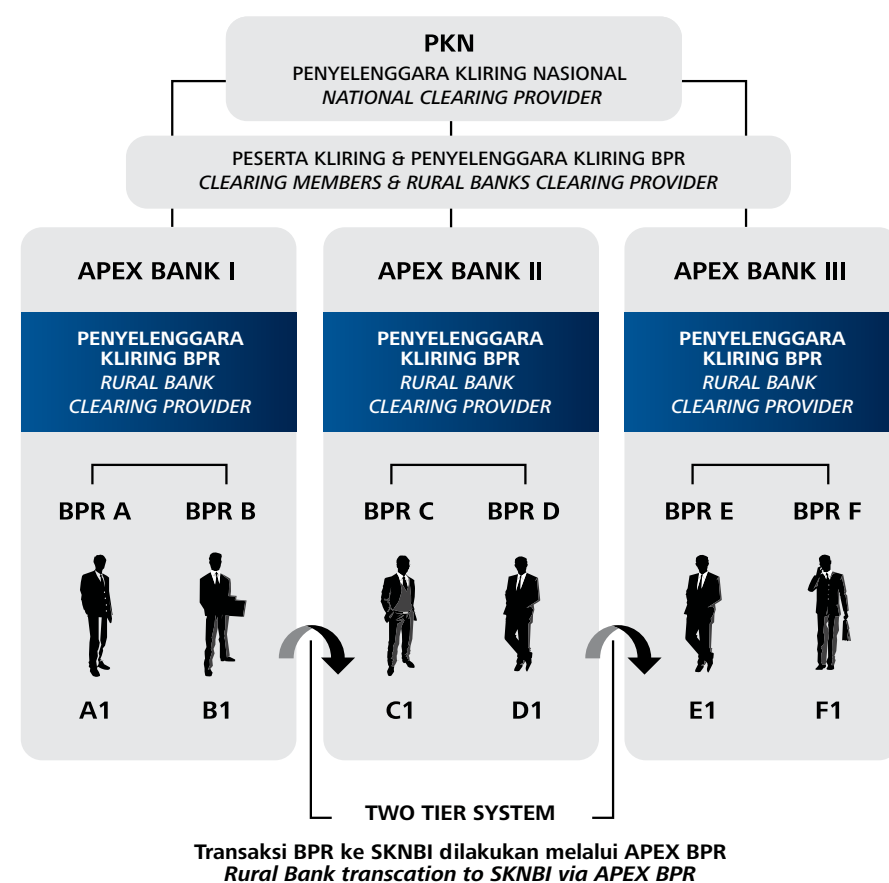 PKN
PENYELENGGARA KLIRING NASIONAL
NATIONAL CLEARING PROVIDER
PESERTA KLIRING & PENYELENGGARA KLIRING BPR
CLEARING MEMBERS & RURAL BANKS CLEARING PROVIDER
APEX BANK I
PENYELENGGARA
KLIRING BPR
RURAL BANK
CLEARING PROVIDER
BPR A
BPR B
A1
B1
APEX BANK II
PENYELENGGARA
KLIRING BPR
RURAL BANK
CLEARING PROVIDER
BPR C
BPR D
C1
D1
APEX BANK III
PENYELENGGARA
KLIRING BPR
RURAL BANK
CLEARING PROVIDER
BPR E
BPR F
E1
F1
TWO TIER SYSTEM
Transaksi BPR ke SKNBI dilakukan melalui APEX BPR
Rural Bank transcation to SKNBI via APEX BPR